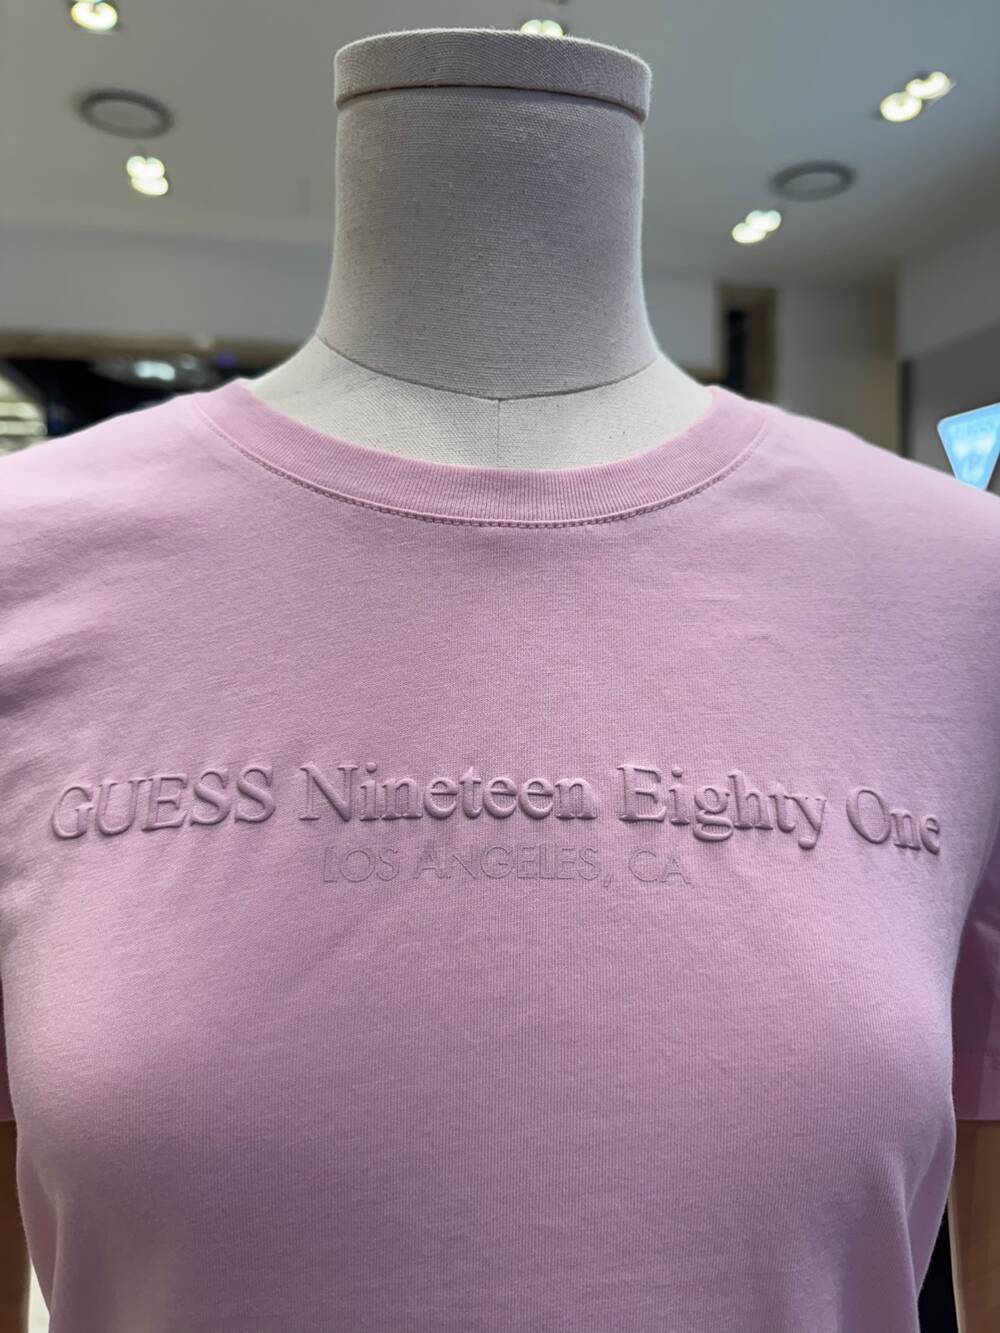 GUESS Nineteen Eighty One
LOS ANGELES, CA